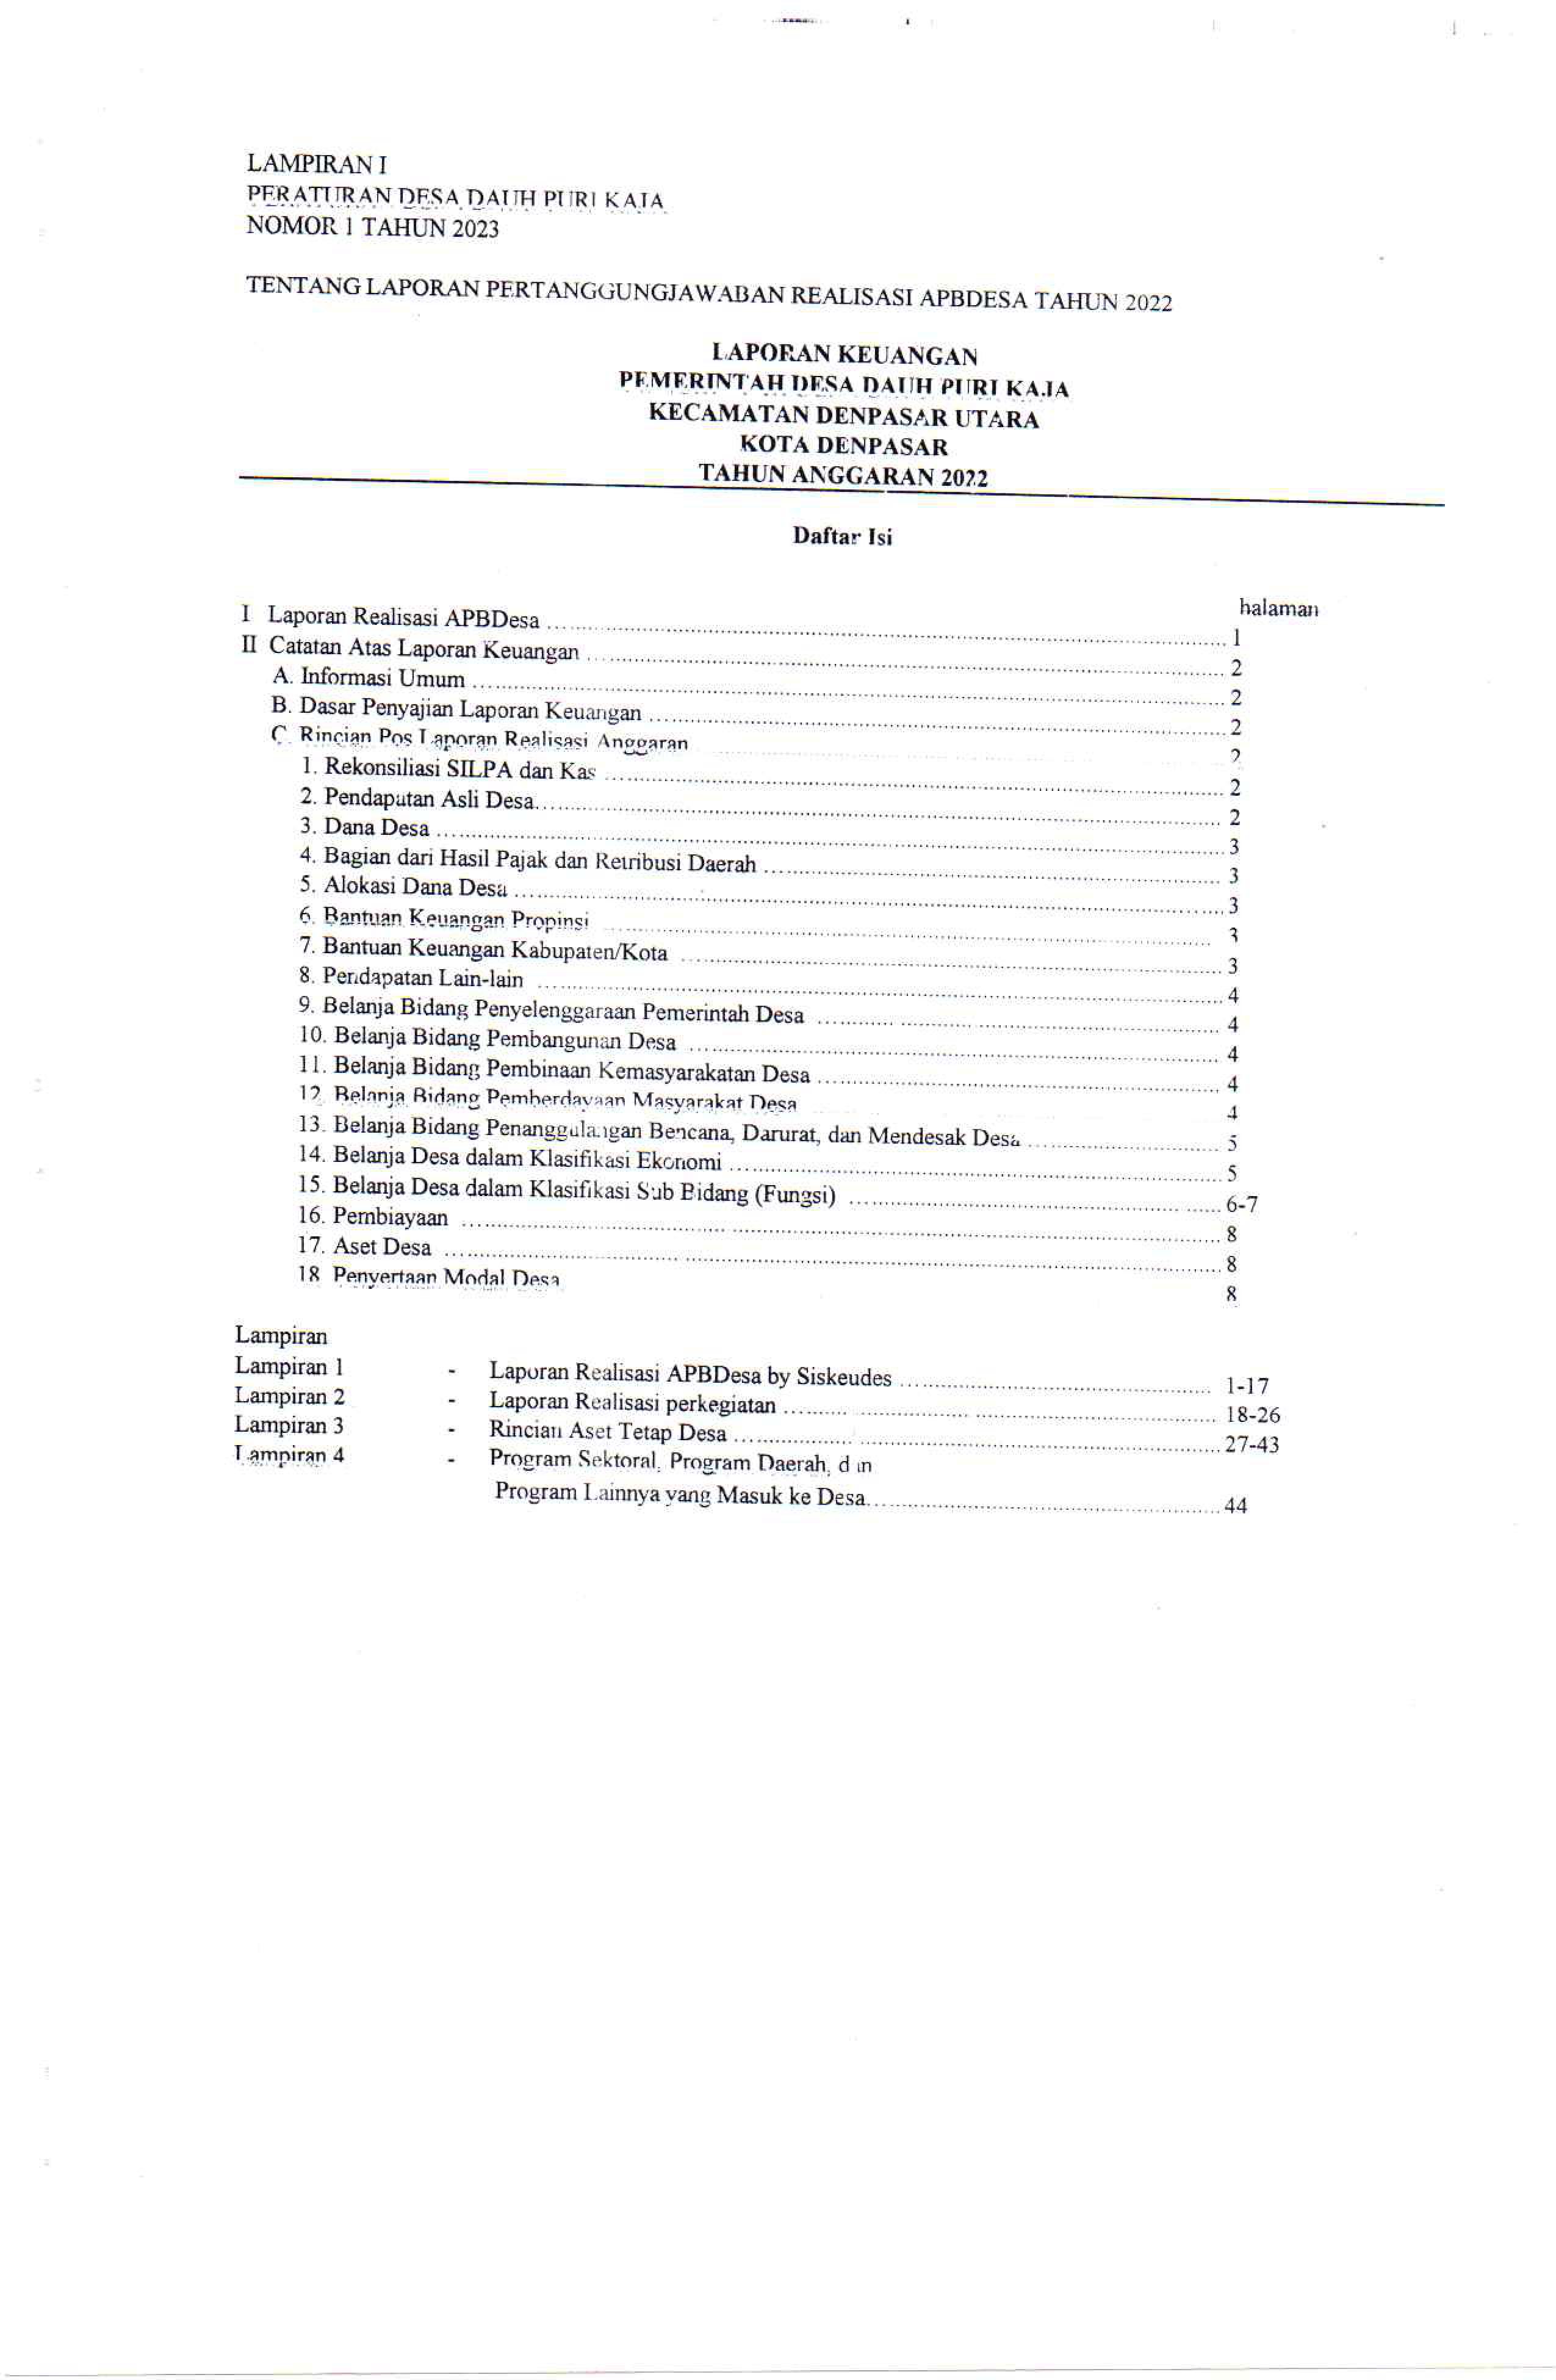 LAMPIRAN I
PERATURAN DESA DAUH PURI KAJA
NOMOR 1 TAHUN 2023
TENTANG LAPORAN PERTANGGUNGJAWABAN REALISASI APBDESA TAHUN 2022
LAPORAN KEUANGAN
PEMERINTAH DESA DAUH PURI KAJA
KECAMATAN DENPASAR UTARA
KOTA DENPASAR
TAHUN ANGGARAN 2022
Daftar Isi
halaman
I Laporan Realisasi APBDesa ........ 1
II Catatan Atas Laporan Keuangan ........ 2
A. Informasi Umum ........ 2
B. Dasar Penyajian Laporan Keuangan ........ 2
C. Rincian Pos Laporan Realisasi Anggaran 2
1. Rekonsiliasi SILPA dan Kas ........ 2
2. Pendapatan Asli Desa ........ 2
3. Dana Desa ........ 3
4. Bagian dari Hasil Pajak dan Retribusi Daerah ........ 3
5. Alokasi Dana Desa ........ 3
6. Bantuan Keuangan Propinsi ........ 3
7. Bantuan Keuangan Kabupaten/Kota ........ 3
8. Pendapatan Lain-lain ........ 4
9. Belanja Bidang Penyelenggaraan Pemerintah Desa ........ 4
10. Belanja Bidang Pembangunan Desa ........ 4
11. Belanja Bidang Pembinaan Kemasyarakatan Desa ........ 4
12. Belanja Bidang Pemberdayaan Masyarakat Desa 4
13. Belanja Bidang Penanggulangan Bencana, Darurat, dan Mendesak Desa ........ 5
14. Belanja Desa dalam Klasifikasi Ekonomi ........ 5
15. Belanja Desa dalam Klasifikasi Sub Bidang (Fungsi) ........ 6-7
16. Pembiayaan ........ 8
17. Aset Desa ........ 8
18. Penyertaan Modal Desa 8
Lampiran
Lampiran 1 - Laporan Realisasi APBDesa by Siskeudes ........ 1-17
Lampiran 2 - Laporan Realisasi perkegiatan ........ 18-26
Lampiran 3 - Rincian Aset Tetap Desa ........ 27-43
Lampiran 4 - Program Sektoral, Program Daerah, dan
Program Lainnya yang Masuk ke Desa ........ 44